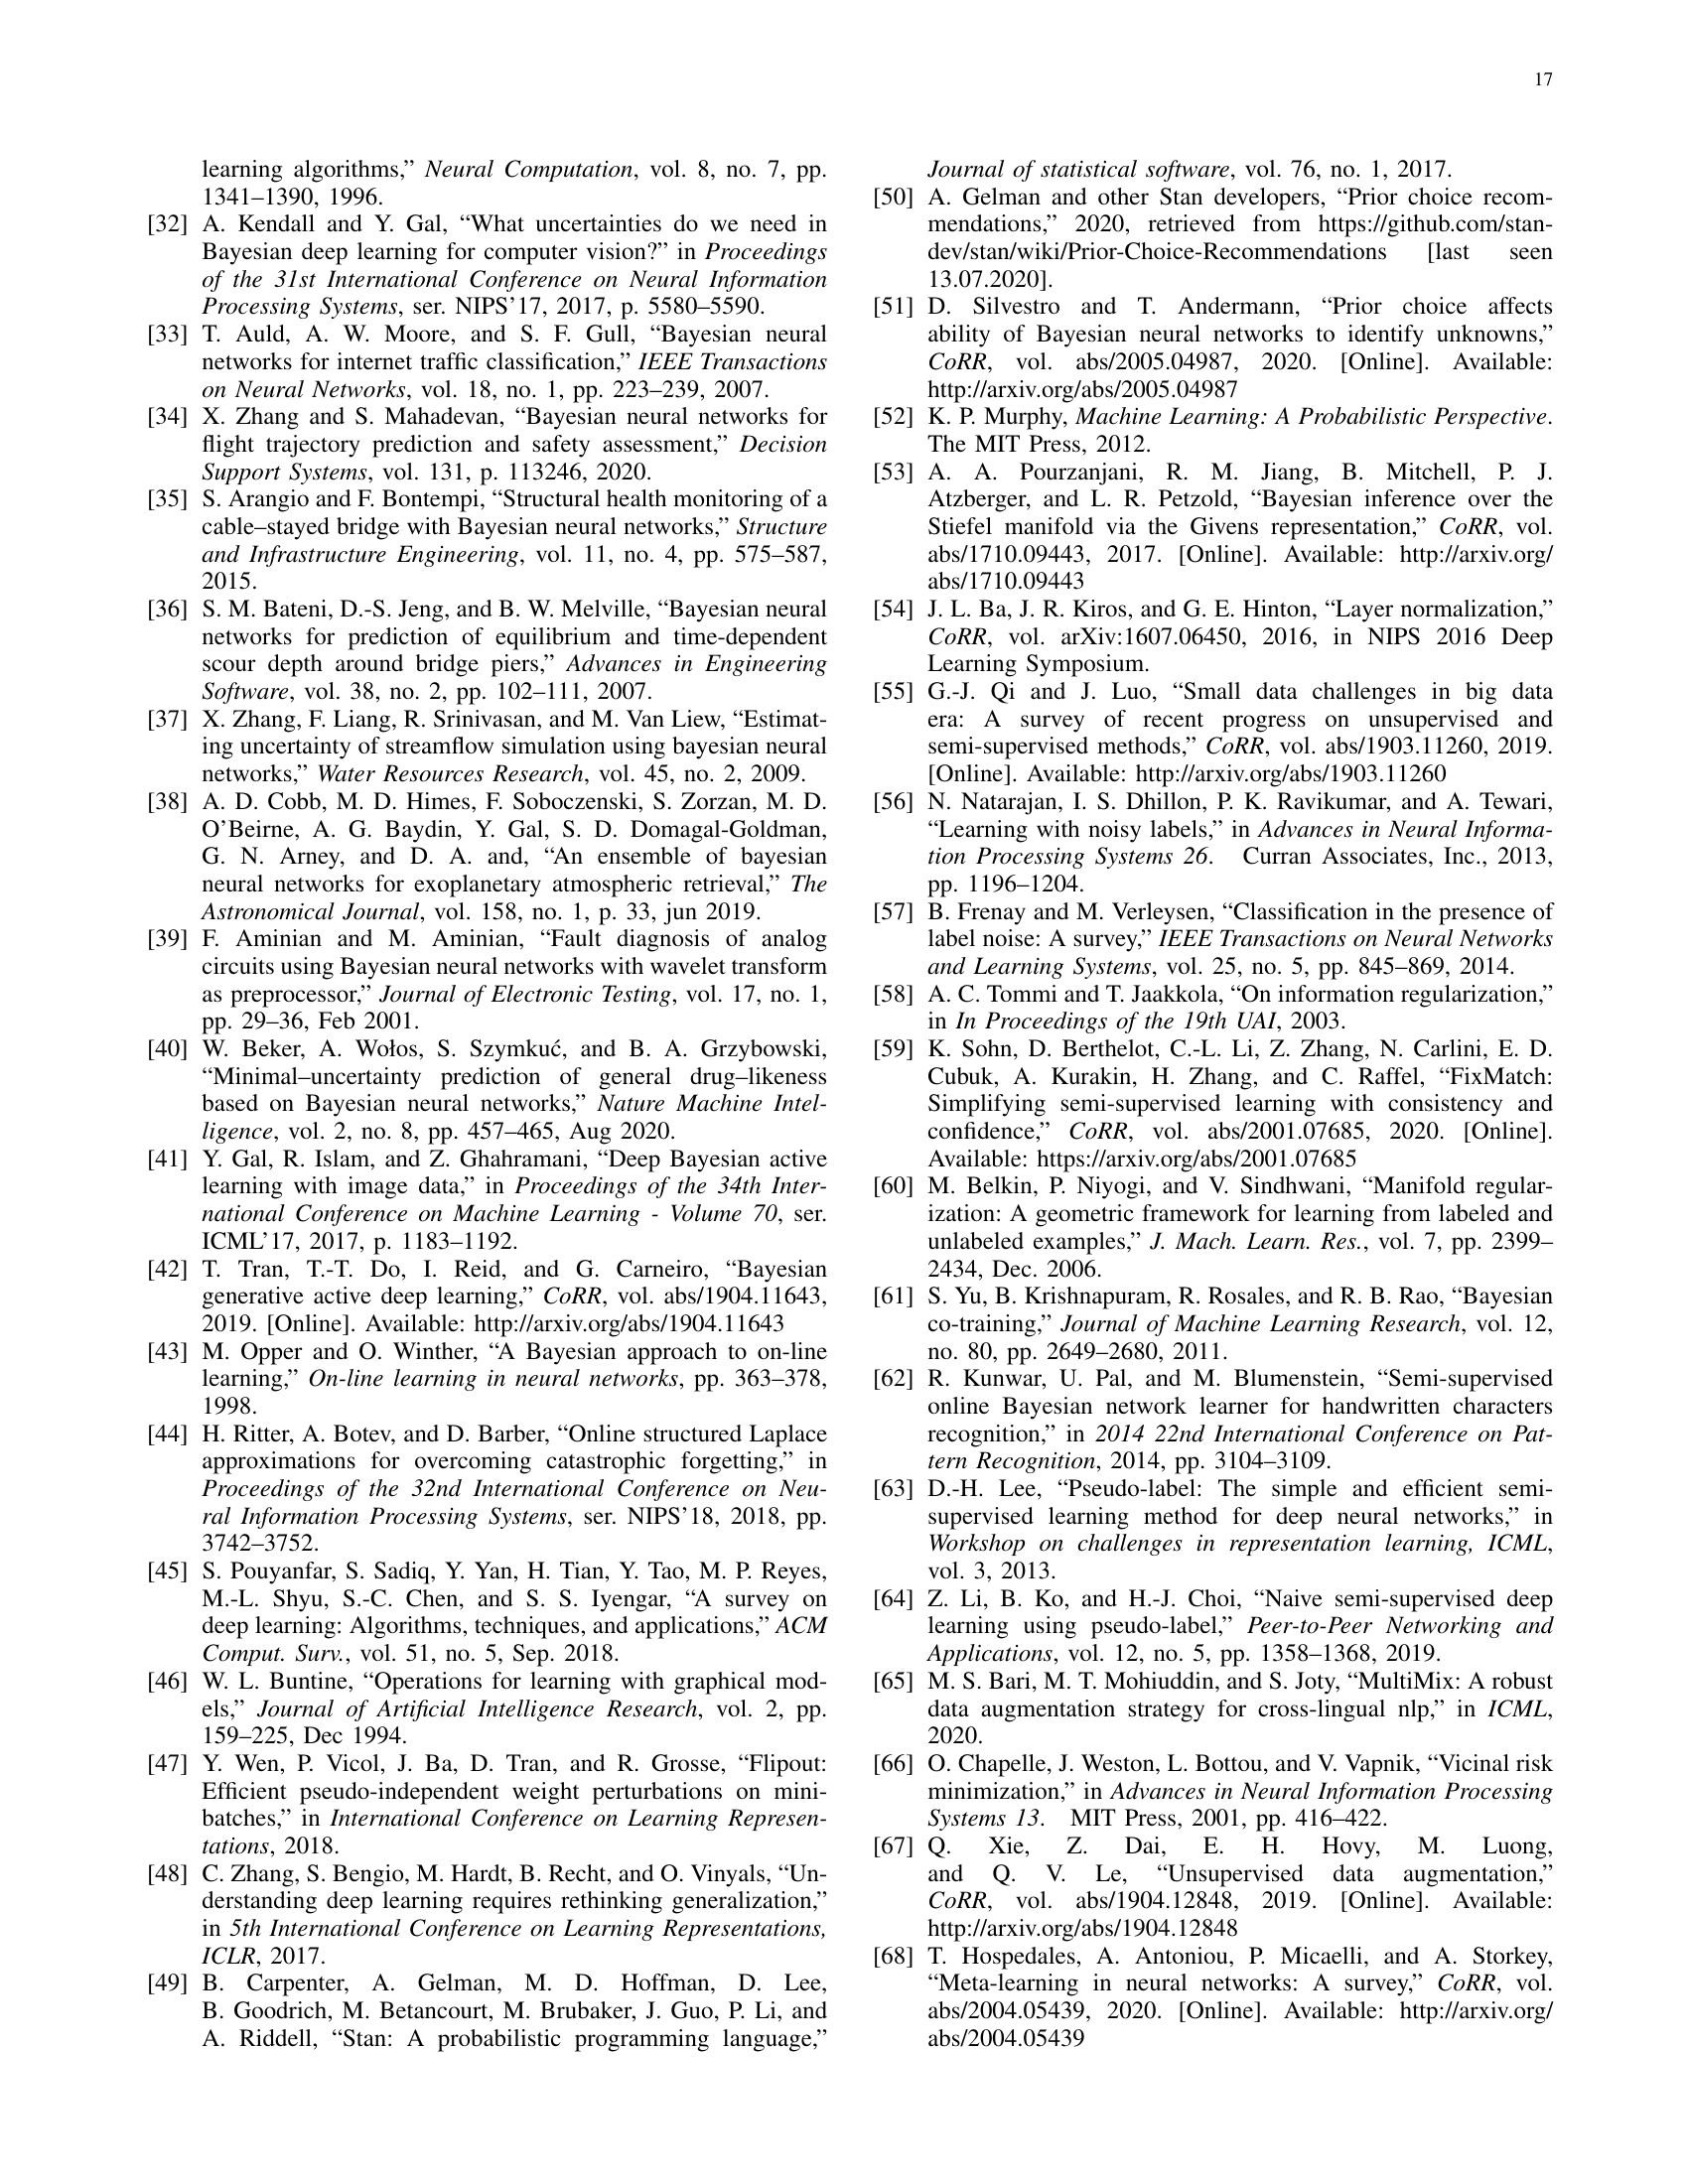 17
learning algorithms,” Neural Computation, vol. 8, no. 7, pp.
1341–1390, 1996.
[32] A. Kendall and Y. Gal, “What uncertainties do we need in
Bayesian deep learning for computer vision?” in Proceedings
of the 31st International Conference on Neural Information
Processing Systems, ser. NIPS’17, 2017, p. 5580–5590.
[33] T. Auld, A. W. Moore, and S. F. Gull, “Bayesian neural
networks for internet traffic classification,” IEEE Transactions
on Neural Networks, vol. 18, no. 1, pp. 223–239, 2007.
[34] X. Zhang and S. Mahadevan, “Bayesian neural networks for
flight trajectory prediction and safety assessment,” Decision
Support Systems, vol. 131, p. 113246, 2020.
[35] S. Arangio and F. Bontempi, “Structural health monitoring of a
cable–stayed bridge with Bayesian neural networks,” Structure
and Infrastructure Engineering, vol. 11, no. 4, pp. 575–587,
2015.
[36] S. M. Bateni, D.-S. Jeng, and B. W. Melville, “Bayesian neural
networks for prediction of equilibrium and time-dependent
scour depth around bridge piers,” Advances in Engineering
Software, vol. 38, no. 2, pp. 102–111, 2007.
[37] X. Zhang, F. Liang, R. Srinivasan, and M. Van Liew, “Estimat-
ing uncertainty of streamflow simulation using bayesian neural
networks,” Water Resources Research, vol. 45, no. 2, 2009.
[38] A. D. Cobb, M. D. Himes, F. Soboczenski, S. Zorzan, M. D.
O’Beirne, A. G. Baydin, Y. Gal, S. D. Domagal-Goldman,
G. N. Arney, and D. A. and, “An ensemble of bayesian
neural networks for exoplanetary atmospheric retrieval,” The
Astronomical Journal, vol. 158, no. 1, p. 33, jun 2019.
[39] F. Aminian and M. Aminian, “Fault diagnosis of analog
circuits using Bayesian neural networks with wavelet transform
as preprocessor,” Journal of Electronic Testing, vol. 17, no. 1,
pp. 29–36, Feb 2001.
[40] W. Beker, A. Wołos, S. Szymkuć, and B. A. Grzybowski,
“Minimal–uncertainty prediction of general drug–likeness
based on Bayesian neural networks,” Nature Machine Intel-
ligence, vol. 2, no. 8, pp. 457–465, Aug 2020.
[41] Y. Gal, R. Islam, and Z. Ghahramani, “Deep Bayesian active
learning with image data,” in Proceedings of the 34th Inter-
national Conference on Machine Learning - Volume 70, ser.
ICML’17, 2017, p. 1183–1192.
[42] T. Tran, T.-T. Do, I. Reid, and G. Carneiro, “Bayesian
generative active deep learning,” CoRR, vol. abs/1904.11643,
2019. [Online]. Available: http://arxiv.org/abs/1904.11643
[43] M. Opper and O. Winther, “A Bayesian approach to on-line
learning,” On-line learning in neural networks, pp. 363–378,
1998.
[44] H. Ritter, A. Botev, and D. Barber, “Online structured Laplace
approximations for overcoming catastrophic forgetting,” in
Proceedings of the 32nd International Conference on Neu-
ral Information Processing Systems, ser. NIPS’18, 2018, pp.
3742–3752.
[45] S. Pouyanfar, S. Sadiq, Y. Yan, H. Tian, Y. Tao, M. P. Reyes,
M.-L. Shyu, S.-C. Chen, and S. S. Iyengar, “A survey on
deep learning: Algorithms, techniques, and applications,” ACM
Comput. Surv., vol. 51, no. 5, Sep. 2018.
[46] W. L. Buntine, “Operations for learning with graphical mod-
els,” Journal of Artificial Intelligence Research, vol. 2, pp.
159–225, Dec 1994.
[47] Y. Wen, P. Vicol, J. Ba, D. Tran, and R. Grosse, “Flipout:
Efficient pseudo-independent weight perturbations on mini-
batches,” in International Conference on Learning Represen-
tations, 2018.
[48] C. Zhang, S. Bengio, M. Hardt, B. Recht, and O. Vinyals, “Un-
derstanding deep learning requires rethinking generalization,”
in 5th International Conference on Learning Representations,
ICLR, 2017.
[49] B. Carpenter, A. Gelman, M. D. Hoffman, D. Lee,
B. Goodrich, M. Betancourt, M. Brubaker, J. Guo, P. Li, and
A. Riddell, “Stan: A probabilistic programming language,”
Journal of statistical software, vol. 76, no. 1, 2017.
[50] A. Gelman and other Stan developers, “Prior choice recom-
mendations,” 2020, retrieved from https://github.com/stan-
dev/stan/wiki/Prior-Choice-Recommendations [last seen
13.07.2020].
[51] D. Silvestro and T. Andermann, “Prior choice affects
ability of Bayesian neural networks to identify unknowns,”
CoRR, vol. abs/2005.04987, 2020. [Online]. Available:
http://arxiv.org/abs/2005.04987
[52] K. P. Murphy, Machine Learning: A Probabilistic Perspective.
The MIT Press, 2012.
[53] A. A. Pourzanjani, R. M. Jiang, B. Mitchell, P. J.
Atzberger, and L. R. Petzold, “Bayesian inference over the
Stiefel manifold via the Givens representation,” CoRR, vol.
abs/1710.09443, 2017. [Online]. Available: http://arxiv.org/
abs/1710.09443
[54] J. L. Ba, J. R. Kiros, and G. E. Hinton, “Layer normalization,”
CoRR, vol. arXiv:1607.06450, 2016, in NIPS 2016 Deep
Learning Symposium.
[55] G.-J. Qi and J. Luo, “Small data challenges in big data
era: A survey of recent progress on unsupervised and
semi-supervised methods,” CoRR, vol. abs/1903.11260, 2019.
[Online]. Available: http://arxiv.org/abs/1903.11260
[56] N. Natarajan, I. S. Dhillon, P. K. Ravikumar, and A. Tewari,
“Learning with noisy labels,” in Advances in Neural Informa-
tion Processing Systems 26. Curran Associates, Inc., 2013,
pp. 1196–1204.
[57] B. Frenay and M. Verleysen, “Classification in the presence of
label noise: A survey,” IEEE Transactions on Neural Networks
and Learning Systems, vol. 25, no. 5, pp. 845–869, 2014.
[58] A. C. Tommi and T. Jaakkola, “On information regularization,”
in In Proceedings of the 19th UAI, 2003.
[59] K. Sohn, D. Berthelot, C.-L. Li, Z. Zhang, N. Carlini, E. D.
Cubuk, A. Kurakin, H. Zhang, and C. Raffel, “FixMatch:
Simplifying semi-supervised learning with consistency and
confidence,” CoRR, vol. abs/2001.07685, 2020. [Online].
Available: https://arxiv.org/abs/2001.07685
[60] M. Belkin, P. Niyogi, and V. Sindhwani, “Manifold regular-
ization: A geometric framework for learning from labeled and
unlabeled examples,” J. Mach. Learn. Res., vol. 7, pp. 2399–
2434, Dec. 2006.
[61] S. Yu, B. Krishnapuram, R. Rosales, and R. B. Rao, “Bayesian
co-training,” Journal of Machine Learning Research, vol. 12,
no. 80, pp. 2649–2680, 2011.
[62] R. Kunwar, U. Pal, and M. Blumenstein, “Semi-supervised
online Bayesian network learner for handwritten characters
recognition,” in 2014 22nd International Conference on Pat-
tern Recognition, 2014, pp. 3104–3109.
[63] D.-H. Lee, “Pseudo-label: The simple and efficient semi-
supervised learning method for deep neural networks,” in
Workshop on challenges in representation learning, ICML,
vol. 3, 2013.
[64] Z. Li, B. Ko, and H.-J. Choi, “Naive semi-supervised deep
learning using pseudo-label,” Peer-to-Peer Networking and
Applications, vol. 12, no. 5, pp. 1358–1368, 2019.
[65] M. S. Bari, M. T. Mohiuddin, and S. Joty, “MultiMix: A robust
data augmentation strategy for cross-lingual nlp,” in ICML,
2020.
[66] O. Chapelle, J. Weston, L. Bottou, and V. Vapnik, “Vicinal risk
minimization,” in Advances in Neural Information Processing
Systems 13. MIT Press, 2001, pp. 416–422.
[67] Q. Xie, Z. Dai, E. H. Hovy, M. Luong,
and Q. V. Le, “Unsupervised data augmentation,”
CoRR, vol. abs/1904.12848, 2019. [Online]. Available:
http://arxiv.org/abs/1904.12848
[68] T. Hospedales, A. Antoniou, P. Micaelli, and A. Storkey,
“Meta-learning in neural networks: A survey,” CoRR, vol.
abs/2004.05439, 2020. [Online]. Available: http://arxiv.org/
abs/2004.05439